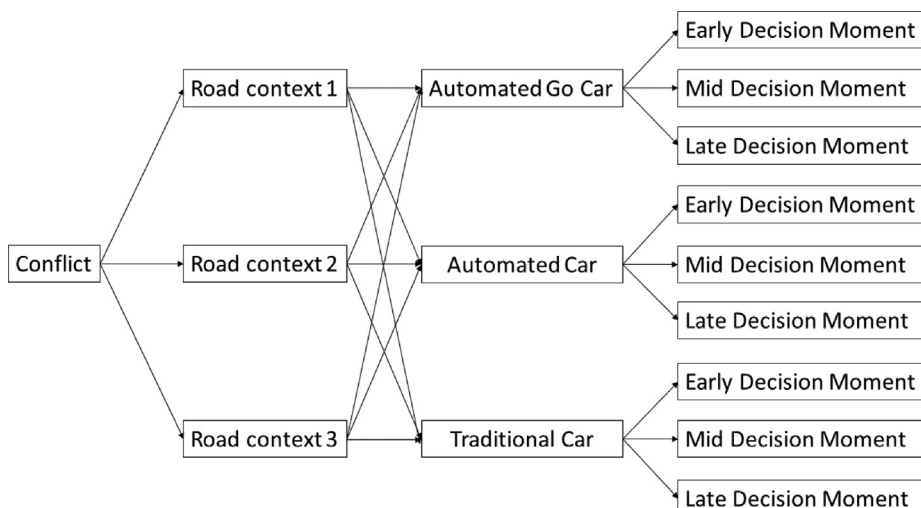 Conflict
Road context 1
Road context 2
Road context 3
Automated Go Car
Automated Car
Traditional Car
Early Decision Moment
Mid Decision Moment
Late Decision Moment
Early Decision Moment
Mid Decision Moment
Late Decision Moment
Early Decision Moment
Mid Decision Moment
Late Decision Moment